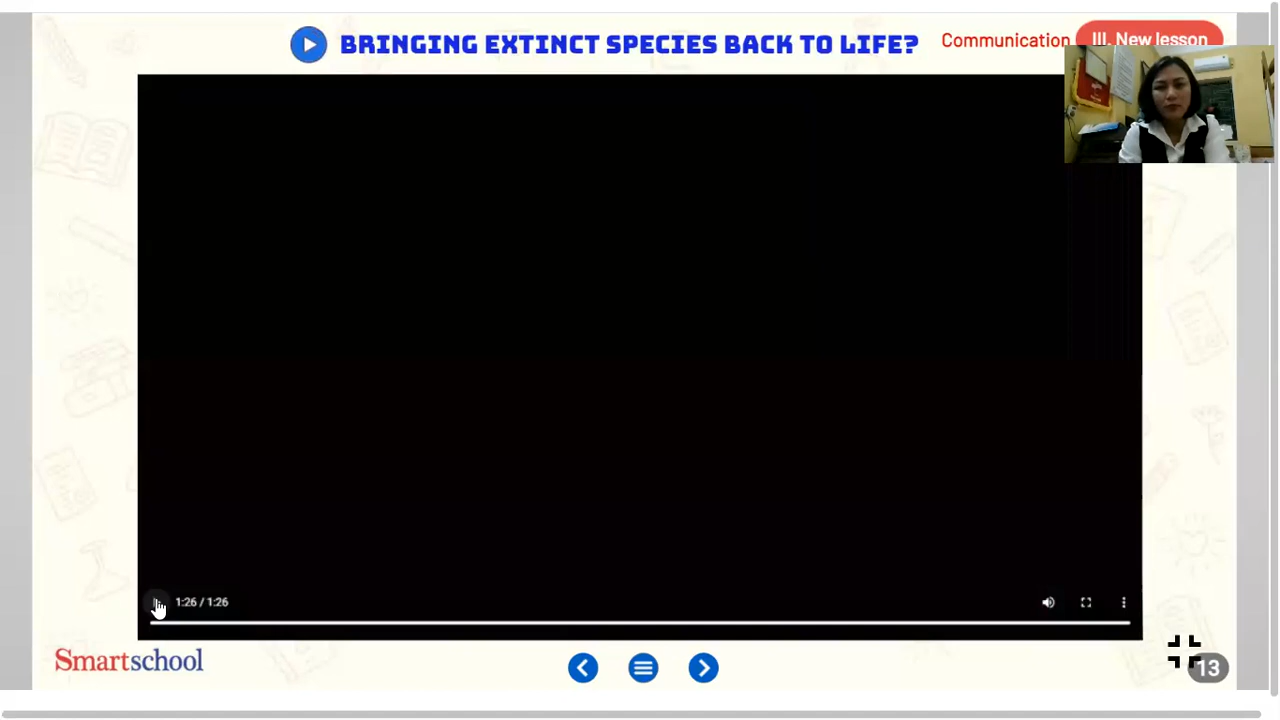 BRINGING EXTINCT SPECIES BACK TO LIFE?
Communication
III. New lesson
1:26 / 1:26
Smartschool
13